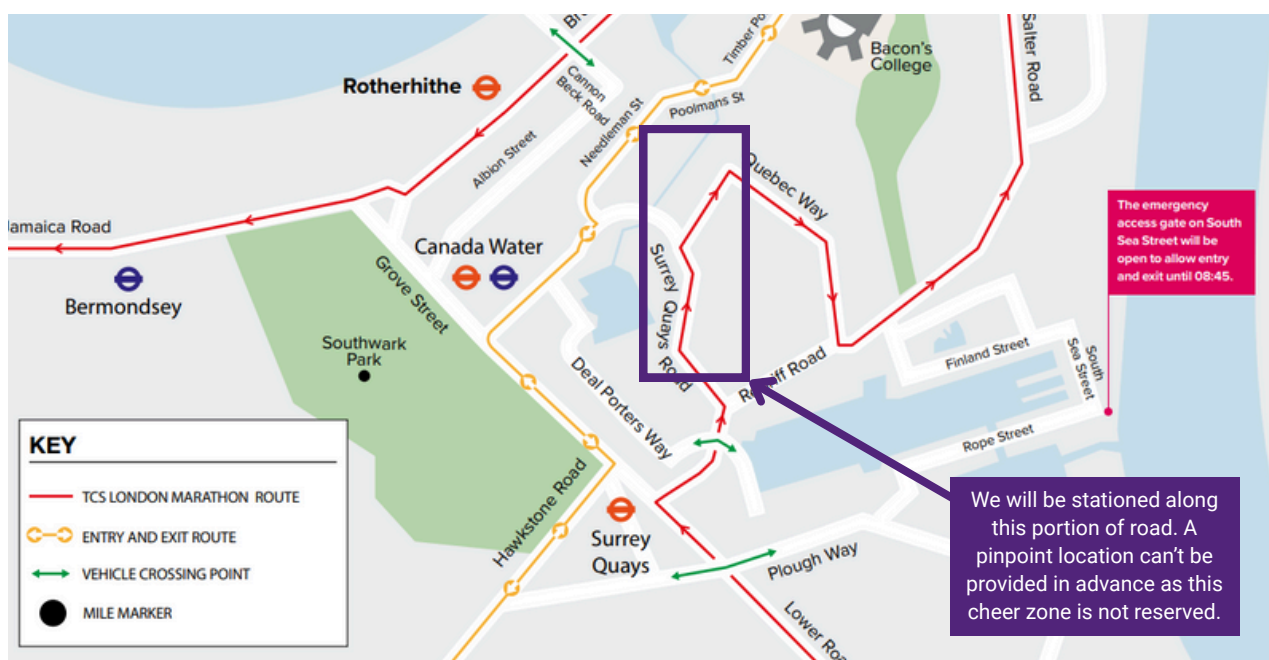 Bro
Timber Po
Salter Road
Bacon's
College
Rotherhithe
Cannon
Beck Road
Poolmans St
Needleman St
Albion Street
Quebec Way
The emergency
access gate on South
Sea Street will be
open to allow entry
and exit until 08:45.
Jamaica Road
Canada Water
Surrey Quays Road
Grove Street
Bermondsey
Southwark
Park
Finland Street
South
Sea Street
Deal Porters Way
Rope Street
KEY
TCS LONDON MARATHON ROUTE
ENTRY AND EXIT ROUTE
VEHICLE CROSSING POINT
MILE MARKER
Hawkstone Road
Surrey
Quays
Plough Way
Lower Roa
We will be stationed along
this portion of road. A
pinpoint location can't be
provided in advance as this
cheer zone is not reserved.